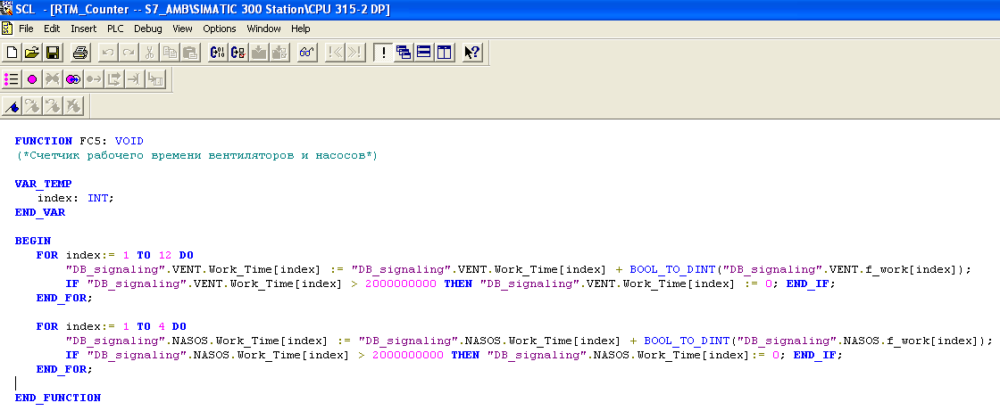 SCL - [RTM_Counter -- S7_AMB\SIMATIC 300 Station\CPU 315-2 DP]
File Edit Insert PLC Debug View Options Window Help
FUNCTION FC5: VOID
(*Счетчик рабочего времени вентиляторов и насосов*)
VAR_TEMP
index: INT;
END_VAR
BEGIN
FOR index:= 1 TO 12 DO
"DB_signaling".VENT.Work_Time[index] := "DB_signaling".VENT.Work_Time[index] + BOOL_TO_DINT("DB_signaling".VENT.f_work[index]);
IF "DB_signaling".VENT.Work_Time[index] > 2000000000 THEN "DB_signaling".VENT.Work_Time[index] := 0; END_IF;
END_FOR;
FOR index:= 1 TO 4 DO
"DB_signaling".NASOS.Work_Time[index] := "DB_signaling".NASOS.Work_Time[index] + BOOL_TO_DINT("DB_signaling".NASOS.f_work[index]);
IF "DB_signaling".NASOS.Work_Time[index] > 2000000000 THEN "DB_signaling".NASOS.Work_Time[index]:= 0; END_IF;
END_FOR;
END_FUNCTION